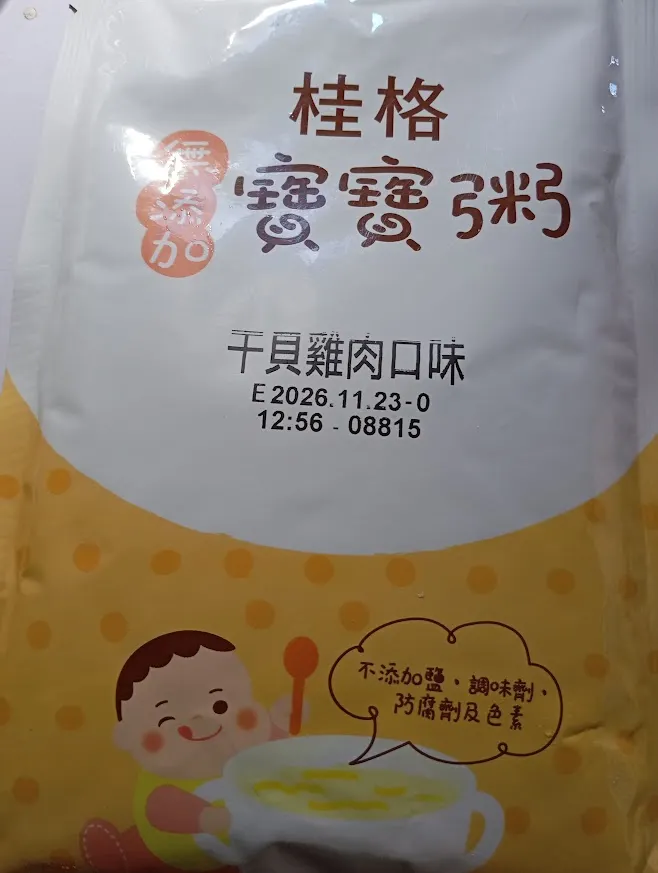 桂格
無添加
寶寶粥
干貝雞肉口味
E 2026.11.23-0
12:56 - 08815
不添加鹽、調味劑、
防腐劑及色素